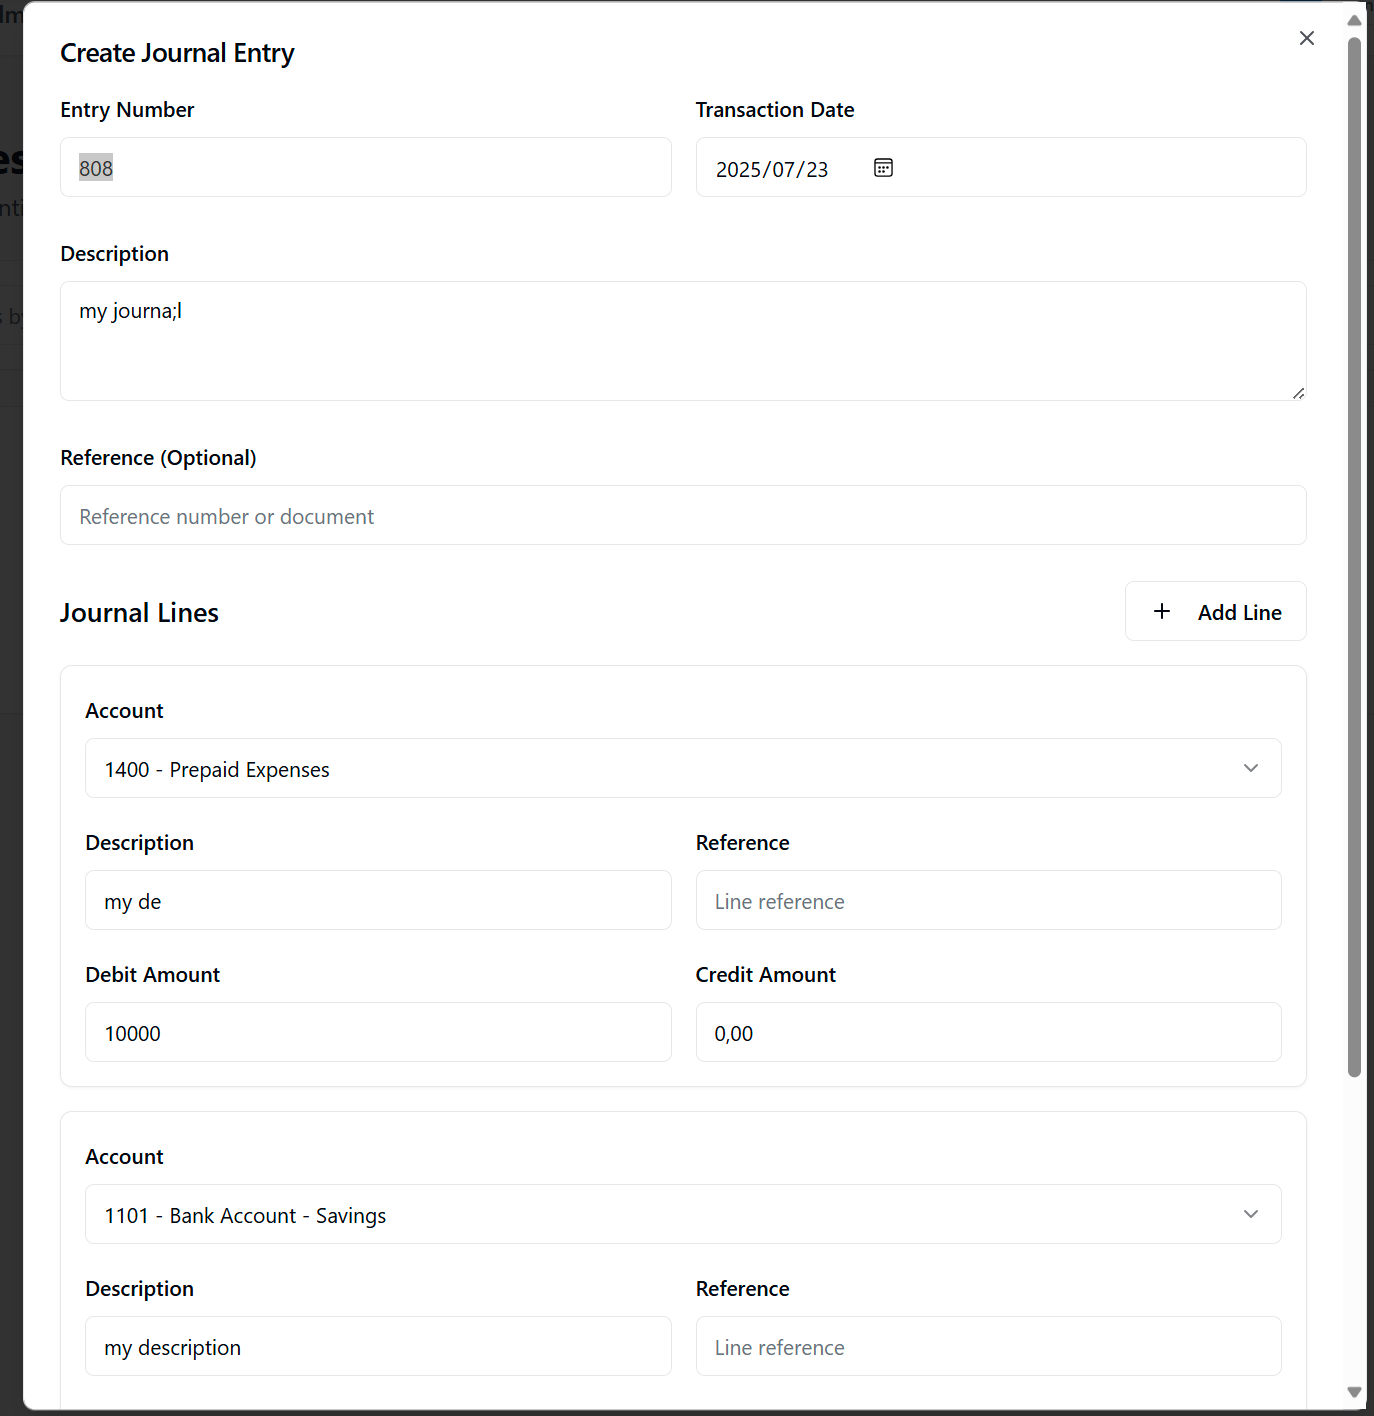 Create Journal Entry
Entry Number
Transaction Date
808
2025/07/23
Description
my journa;l
Reference (Optional)
Reference number or document
Journal Lines
Add Line
Account
1400 - Prepaid Expenses
Description
Reference
my de
Line reference
Debit Amount
Credit Amount
10000
0,00
Account
1101 - Bank Account - Savings
Description
Reference
my description
Line reference